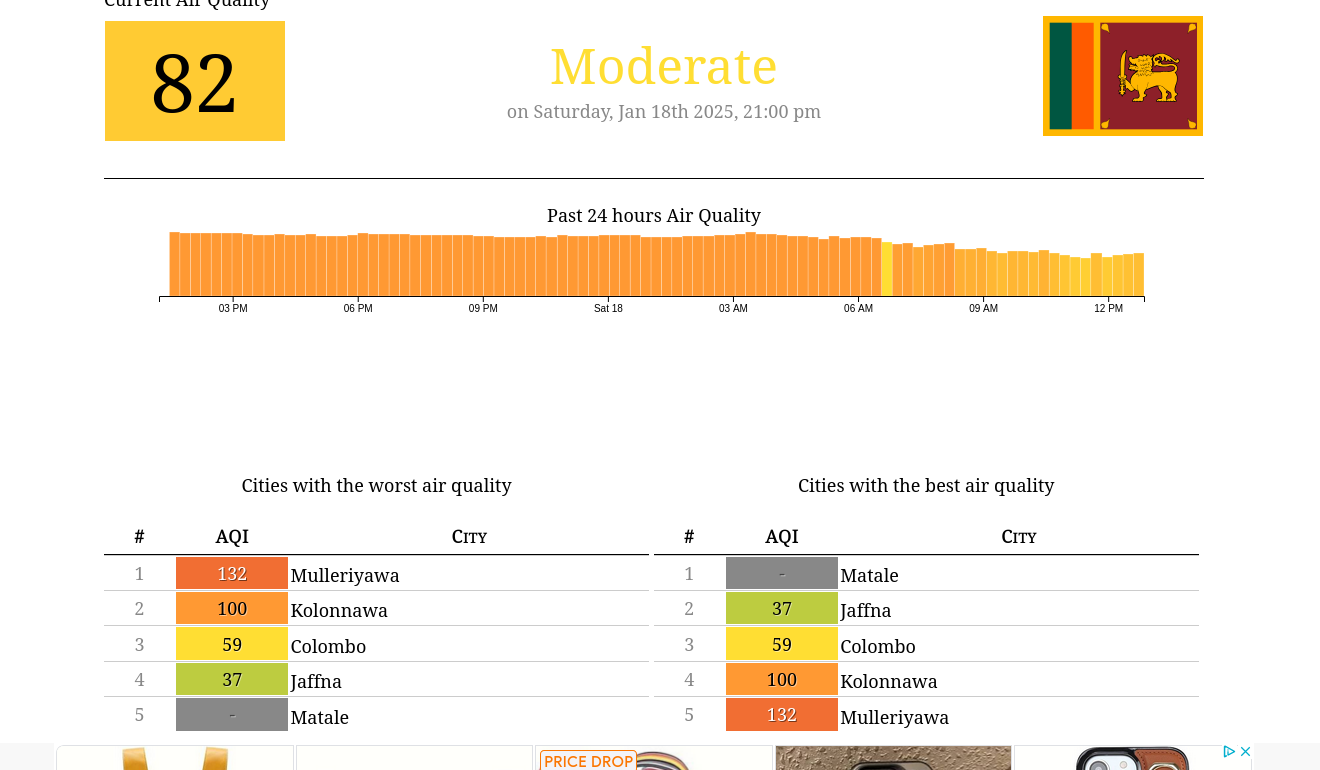 Current Air Quality
82
Moderate
on Saturday, Jan 18th 2025, 21:00 pm
Past 24 hours Air Quality
03 PM 06 PM 09 PM Sat 18 03 AM 06 AM 09 AM 12 PM
Cities with the worst air quality
# AQI City
1 132 Mulleriyawa
2 100 Kolonnawa
3 59 Colombo
4 37 Jaffna
5 - Matale
Cities with the best air quality
# AQI City
1 - Matale
2 37 Jaffna
3 59 Colombo
4 100 Kolonnawa
5 132 Mulleriyawa
PRICE DROP